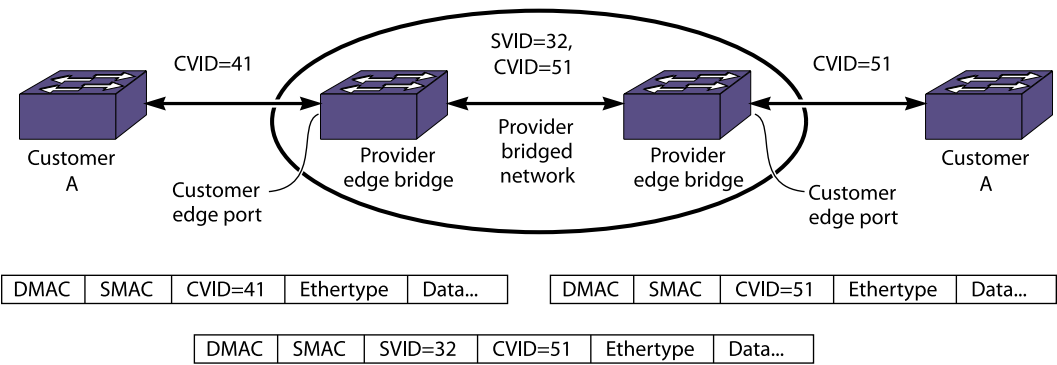 CVID=41
SVID=32,
CVID=51
CVID=51
Customer
A
Provider
edge bridge
Provider
bridged
network
Provider
edge bridge
Customer
A
Customer
edge port
Customer
edge port
DMAC SMAC CVID=41 Ethertype Data...
DMAC SMAC CVID=51 Ethertype Data...
DMAC SMAC SVID=32 CVID=51 Ethertype Data...